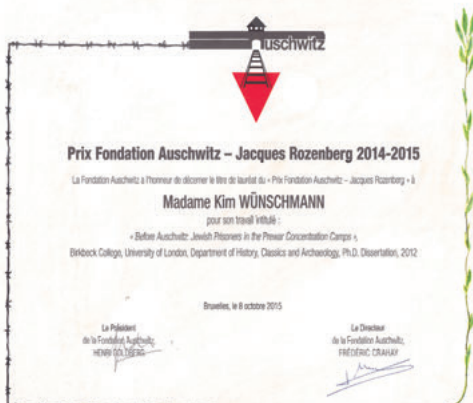 uschwitz
Prix Fondation Auschwitz – Jacques Rozenberg 2014-2015
La Fondation Auschwitz a l'honneur de décerner le titre de lauréat du « Prix Fondation Auschwitz – Jacques Rozenberg » à
Madame Kim WÜNSCHMANN
pour son travail intitulé :
« Before Auschwitz: Jewish Prisoners in the Prewar Concentration Camps »,
Birkbeck College, University of London, Department of History, Classics and Archaeology, Ph.D. Dissertation, 2012
Bruxelles, le 8 octobre 2015
Le Président
de la Fondation Auschwitz,
HENRI GOLDBERG
Le Directeur
de la Fondation Auschwitz,
FRÉDÉRIC CRAHAY